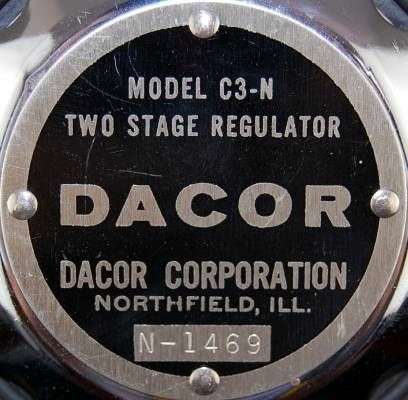 MODEL C3-N
TWO STAGE REGULATOR
DACOR
DACOR CORPORATION
NORTHFIELD, ILL.
N-1469